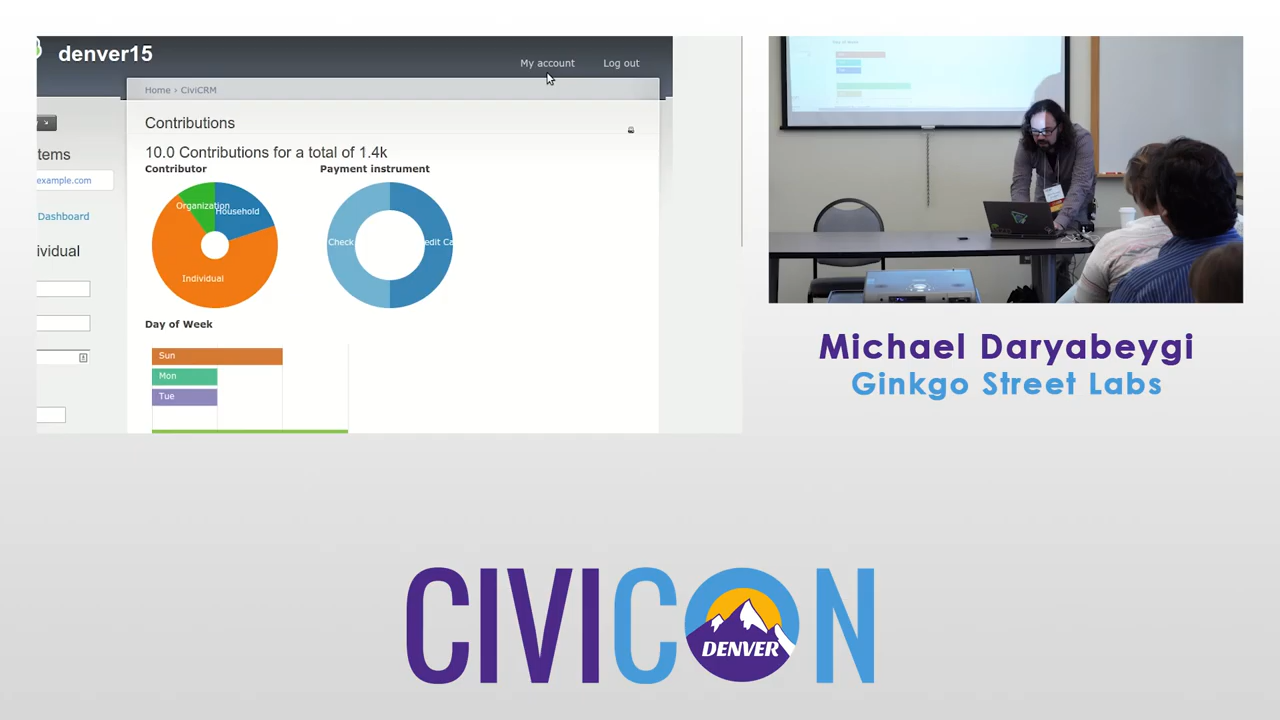 denver15
My account
Log out
Home › CiviCRM
Contributions
tems
10.0 Contributions for a total of 1.4k
Contributor
Payment instrument
example.com
Organization
Household
Dashboard
Check
edit Ca
ividual
Individual
Day of Week
Sun
Mon
Tue
Michael Daryabeygi
Ginkgo Street Labs
CIVICON
DENVER